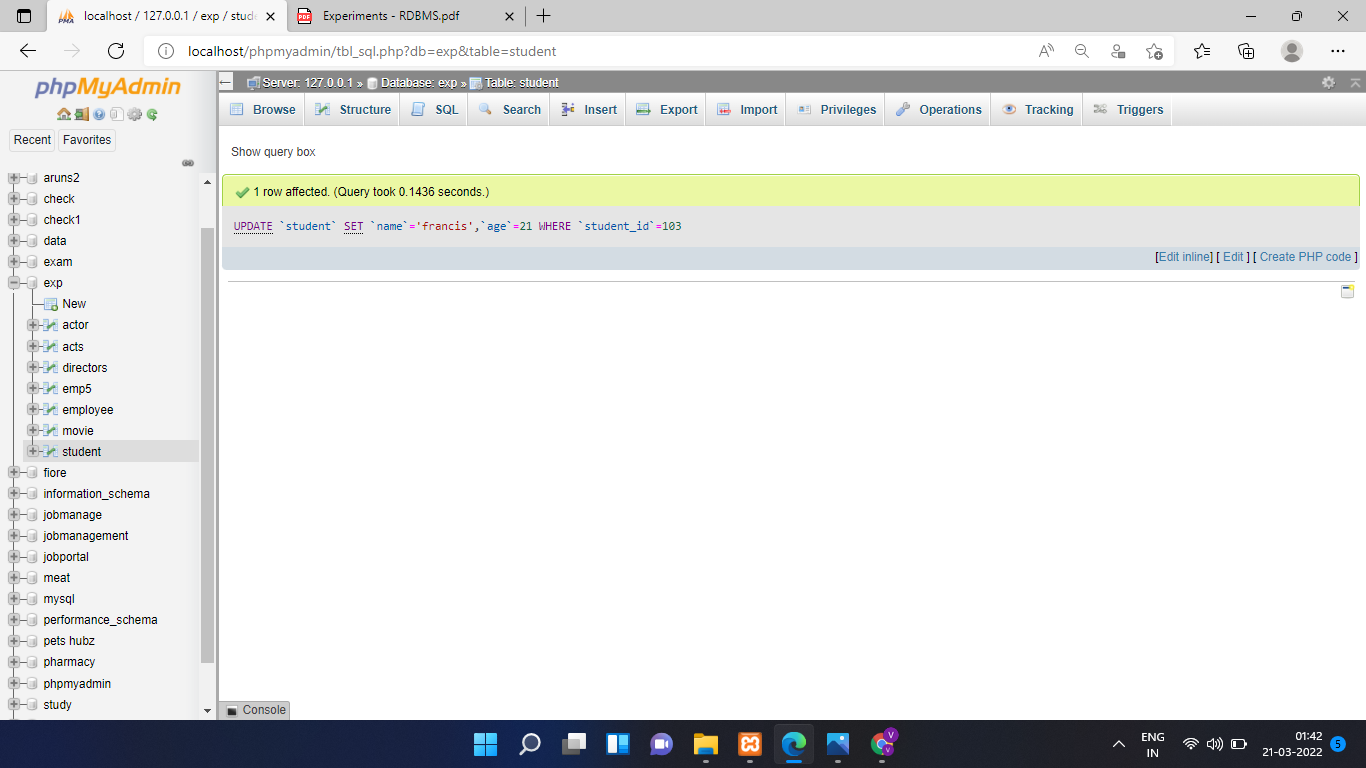 localhost / 127.0.0.1 / exp / stude
Experiments - RDBMS.pdf
localhost/phpmyadmin/tbl_sql.php?db=exp&table=student
phpMyAdmin
Recent
Favorites
aruns2
check
check1
data
exam
exp
New
actor
acts
directors
emp5
employee
movie
student
fiore
information_schema
jobmanage
jobmanagement
jobportal
meat
mysql
performance_schema
pets hubz
pharmacy
phpmyadmin
study
Server: 127.0.0.1 » Database: exp » Table: student
Browse Structure SQL Search Insert Export Import Privileges Operations Tracking Triggers
Show query box
1 row affected. (Query took 0.1436 seconds.)
UPDATE `student` SET `name`='francis',`age`=21 WHERE `student_id`=103
[Edit inline] [ Edit ] [ Create PHP code ]
Console
ENG
IN
01:42
21-03-2022
5